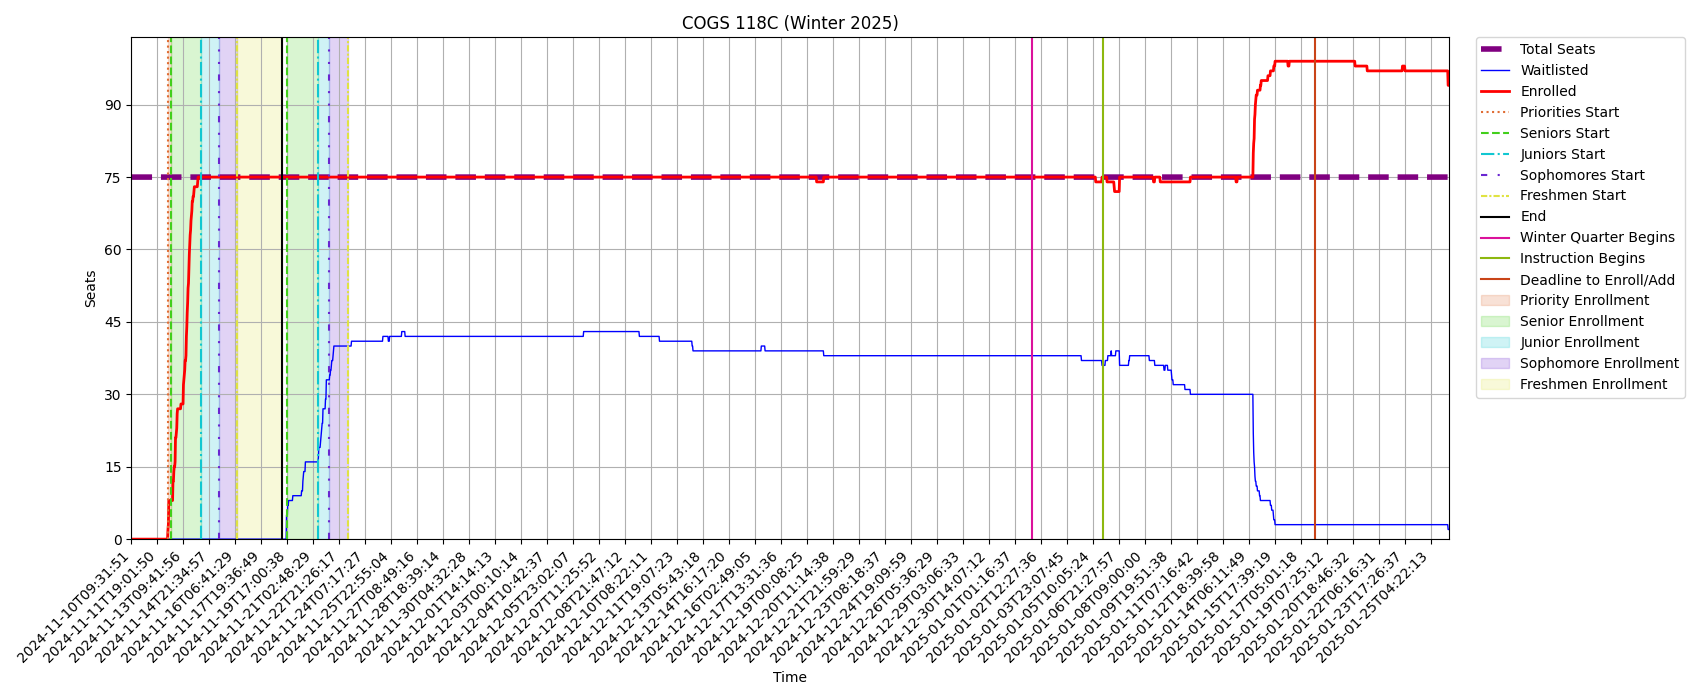 COGS 118C (Winter 2025)
Seats
90
75
60
45
30
15
0
2024-11-10T09:31:51
2024-11-11T19:01:50
2024-11-13T09:41:56
2024-11-14T21:34:57
2024-11-16T06:41:29
2024-11-17T19:36:49
2024-11-19T17:00:38
2024-11-21T02:48:29
2024-11-22T21:26:17
2024-11-24T07:17:27
2024-11-25T22:55:04
2024-11-27T08:49:16
2024-11-28T18:39:14
2024-11-30T04:32:28
2024-12-01T14:14:13
2024-12-03T00:10:14
2024-12-04T10:42:37
2024-12-05T23:02:07
2024-12-07T11:25:52
2024-12-08T21:47:12
2024-12-10T08:22:11
2024-12-11T19:07:23
2024-12-13T05:43:18
2024-12-14T16:17:20
2024-12-16T02:49:05
2024-12-17T13:31:36
2024-12-19T00:08:25
2024-12-20T11:14:38
2024-12-21T21:59:29
2024-12-23T08:18:37
2024-12-24T19:09:59
2024-12-26T05:36:29
2024-12-29T03:06:33
2024-12-30T14:07:12
2025-01-01T01:16:37
2025-01-02T12:27:36
2025-01-03T23:07:45
2025-01-05T10:05:24
2025-01-06T21:27:57
2025-01-08T09:00:00
2025-01-09T19:51:38
2025-01-11T07:16:42
2025-01-12T18:39:58
2025-01-14T06:11:49
2025-01-15T17:39:19
2025-01-17T05:01:18
2025-01-19T07:25:12
2025-01-20T18:46:32
2025-01-22T06:16:31
2025-01-23T17:26:37
2025-01-25T04:22:13
Time
Total Seats
Waitlisted
Enrolled
Priorities Start
Seniors Start
Juniors Start
Sophomores Start
Freshmen Start
End
Winter Quarter Begins
Instruction Begins
Deadline to Enroll/Add
Priority Enrollment
Senior Enrollment
Junior Enrollment
Sophomore Enrollment
Freshmen Enrollment